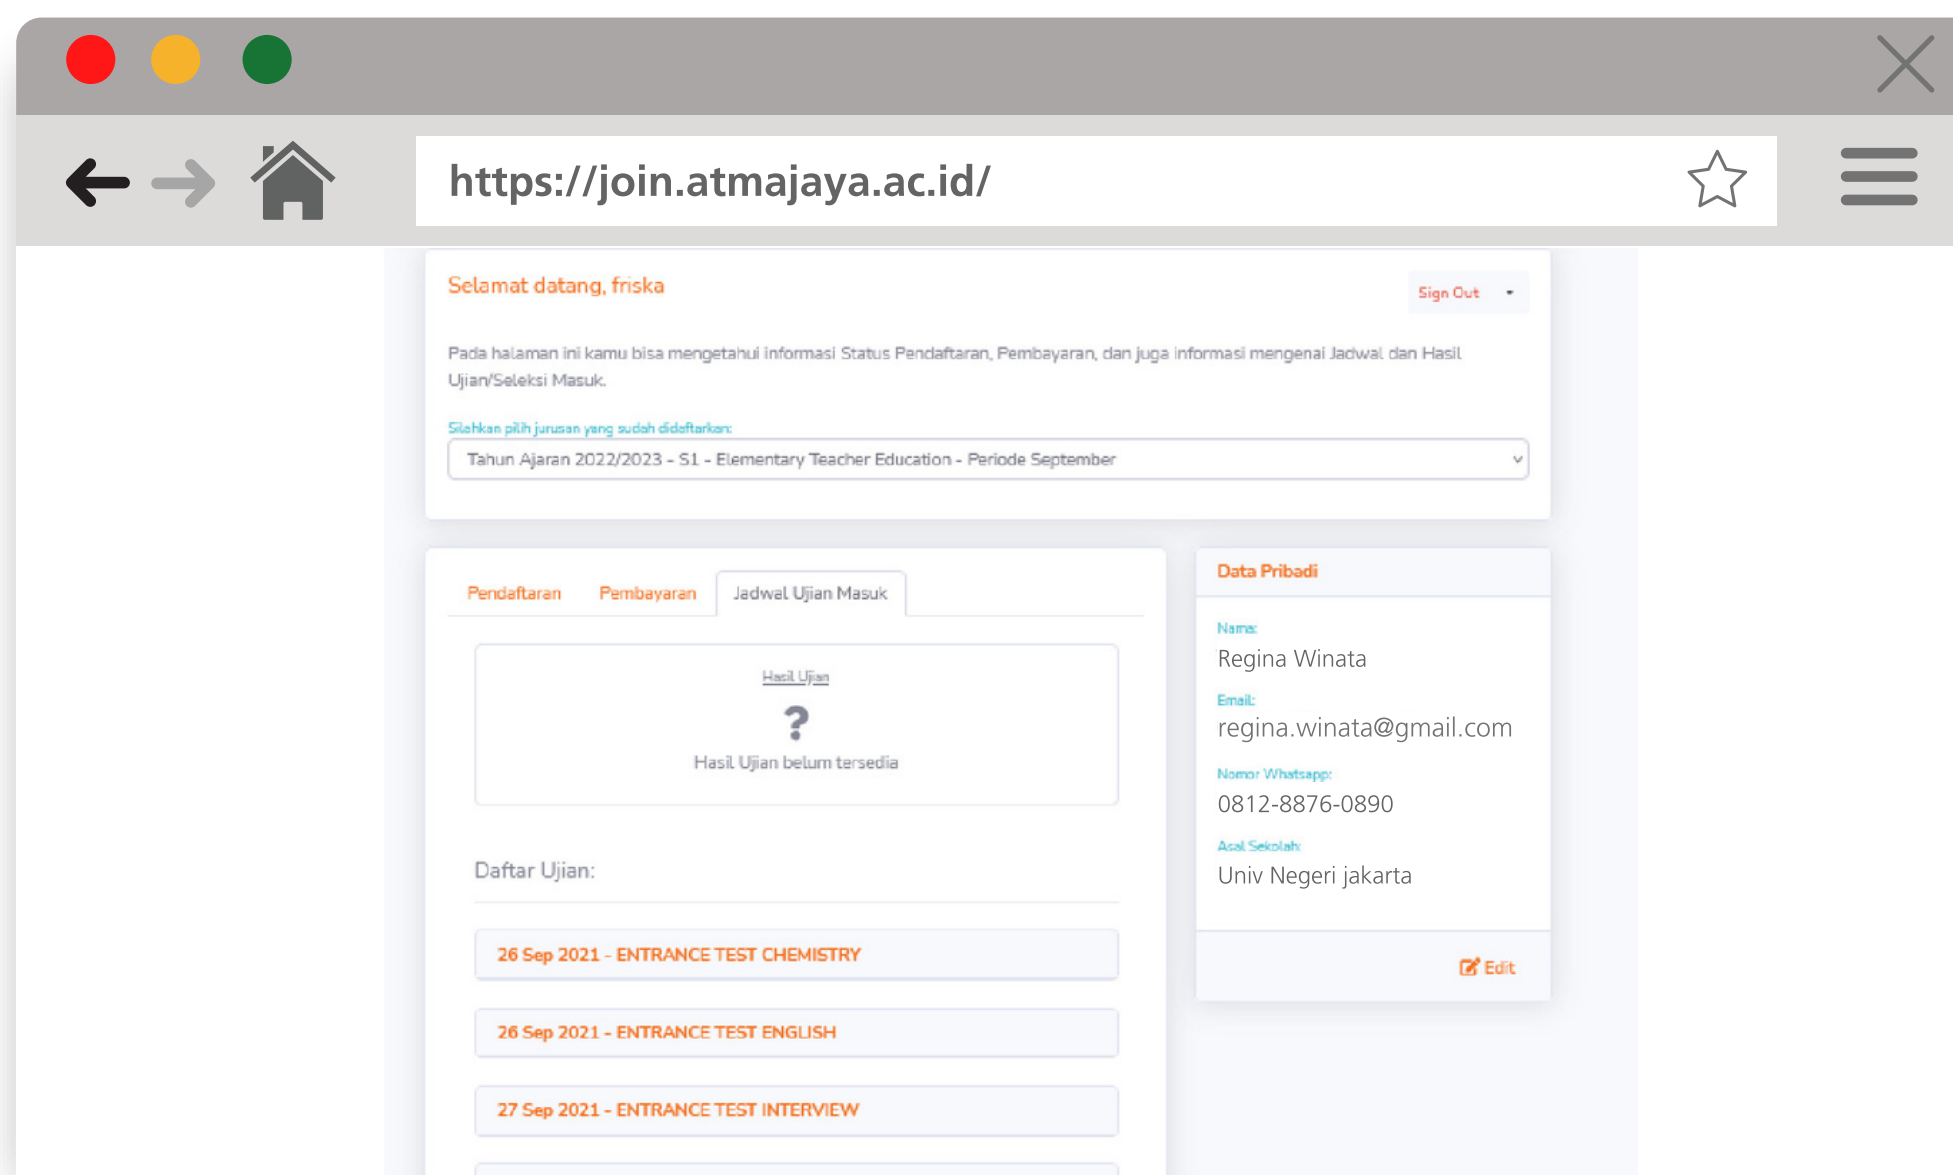 https://join.atmajaya.ac.id/
Selamat datang, friska
Sign Out
Pada halaman ini kamu bisa mengetahui informasi Status Pendaftaran, Pembayaran, dan juga informasi mengenai Jadwal dan Hasil
Ujian/Seleksi Masuk.
Silahkan pilih jurusan yang sudah didaftarkan:
Tahun Ajaran 2022/2023 - S1 - Elementary Teacher Education - Periode September
Pendaftaran
Pembayaran
Jadwal Ujian Masuk
Hasil Ujian
?
Hasil Ujian belum tersedia
Daftar Ujian:
26 Sep 2021 - ENTRANCE TEST CHEMISTRY
26 Sep 2021 - ENTRANCE TEST ENGLISH
27 Sep 2021 - ENTRANCE TEST INTERVIEW
Data Pribadi
Nama:
Regina Winata
Email:
regina.winata@gmail.com
Nomor Whatsapp:
0812-8876-0890
Asal Sekolah:
Univ Negeri jakarta
Edit